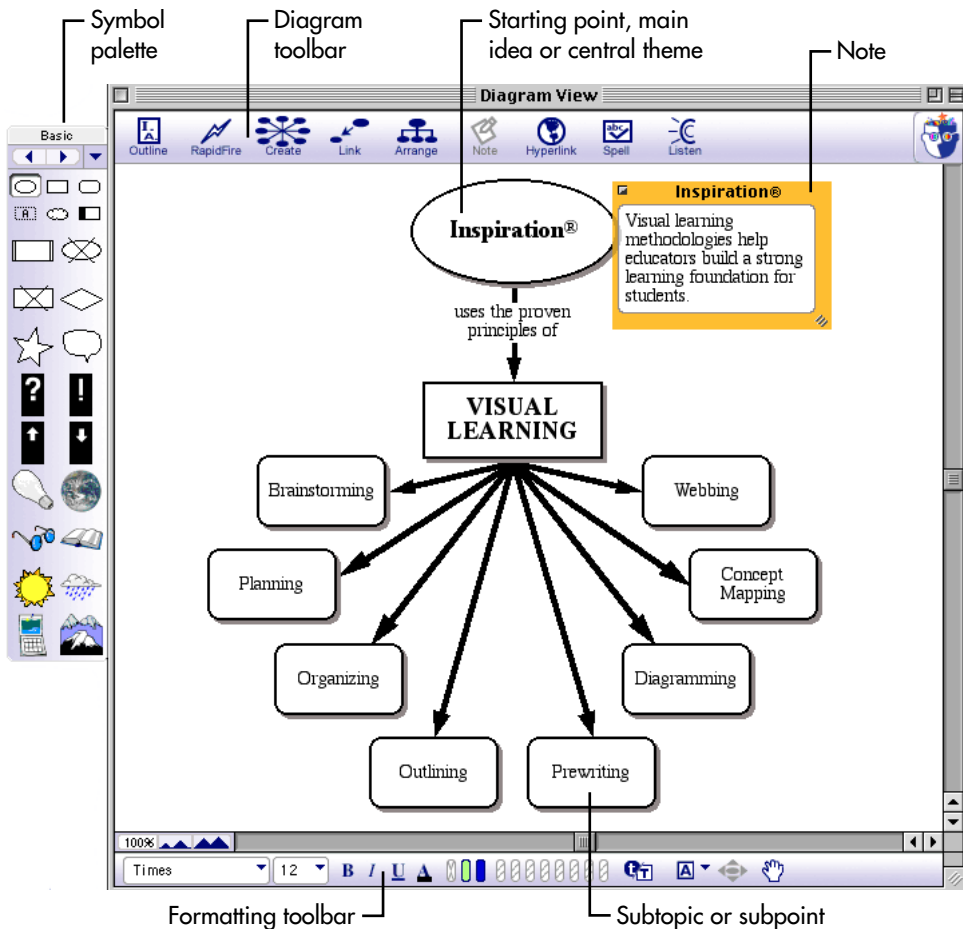 Symbol
palette
Diagram
toolbar
Starting point, main
idea or central theme
Note
Diagram View
Basic
Outline
RapidFire
Create
Link
Arrange
Note
Hyperlink
Spell
Listen
I.
A
abc
A
Inspiration®
Inspiration®
Visual learning
methodologies help
educators build a strong
learning foundation for
students.
uses the proven
principles of
VISUAL
LEARNING
?
!
Brainstorming
Webbing
Planning
Concept
Mapping
Organizing
Diagramming
Outlining
Prewriting
100%
Times
12
B
I
U
A
t T
A
Formatting toolbar
Subtopic or subpoint